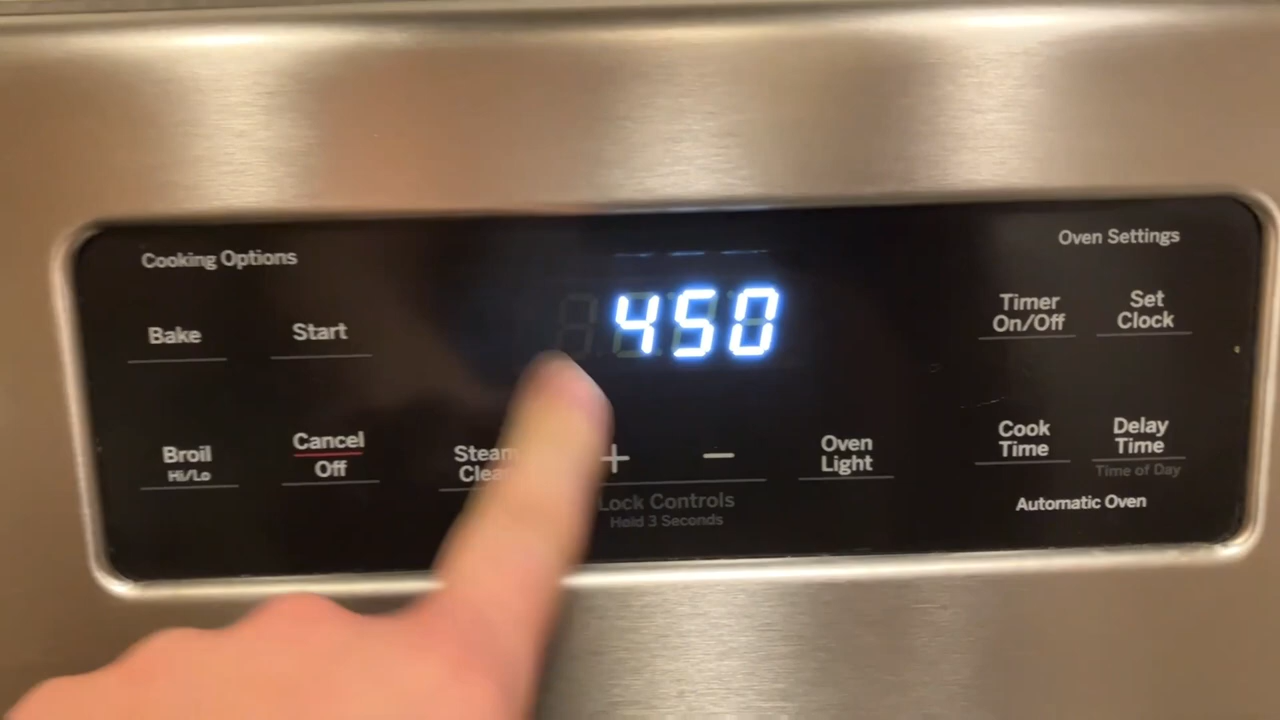 Cooking Options
Oven Settings
Bake
Start
450
Timer
On/Off
Set
Clock
Broil
Hi/Lo
Cancel
Off
Steam
+
−
Oven
Light
Cook
Time
Delay
Time
Time of Day
Lock Controls
Hold 3 Seconds
Automatic Oven